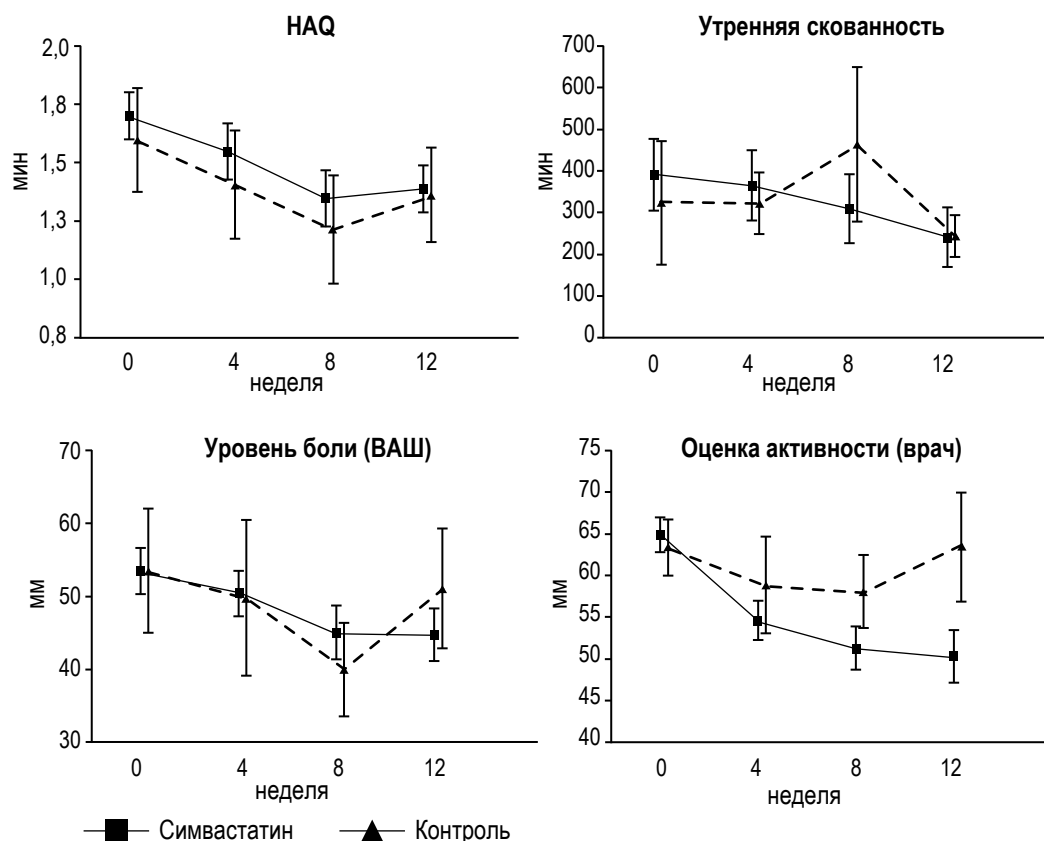 HAQ
2,0
1,8
1,5
1,3
1,0
0,8
мин
0 4 8 12
неделя
Утренняя скованность
700
600
500
400
300
200
100
0
мин
0 4 8 12
неделя
Уровень боли (ВАШ)
70
60
50
40
30
мм
0 4 8 12
неделя
Оценка активности (врач)
75
70
65
60
55
50
45
40
мм
0 4 8 12
неделя
Симвастатин Контроль